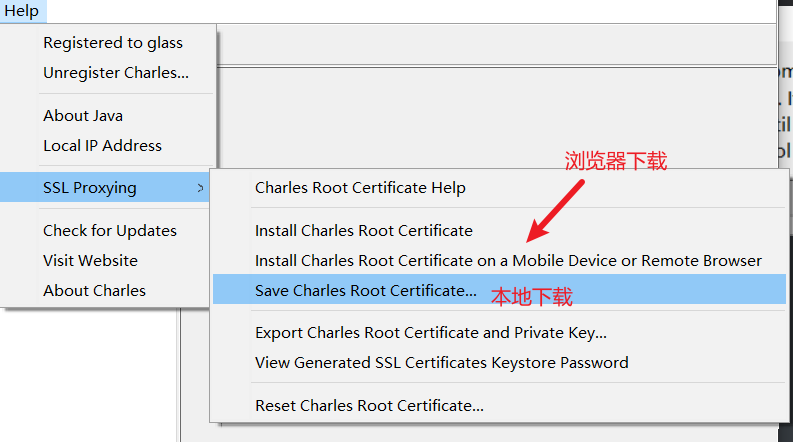 Help
Registered to glass
Unregister Charles...
About Java
Local IP Address
SSL Proxying >
Check for Updates
Visit Website
About Charles
浏览器下载
Charles Root Certificate Help
Install Charles Root Certificate
Install Charles Root Certificate on a Mobile Device or Remote Browser
Save Charles Root Certificate... 本地下载
Export Charles Root Certificate and Private Key...
View Generated SSL Certificates Keystore Password
Reset Charles Root Certificate...